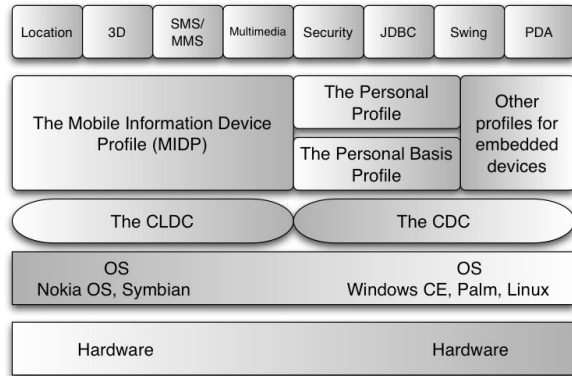 Location
3D
SMS/
MMS
Multimedia
Security
JDBC
Swing
PDA
The Mobile Information Device
Profile (MIDP)
The Personal
Profile
The Personal Basis
Profile
Other
profiles for
embedded
devices
The CLDC
The CDC
OS
Nokia OS, Symbian
OS
Windows CE, Palm, Linux
Hardware
Hardware